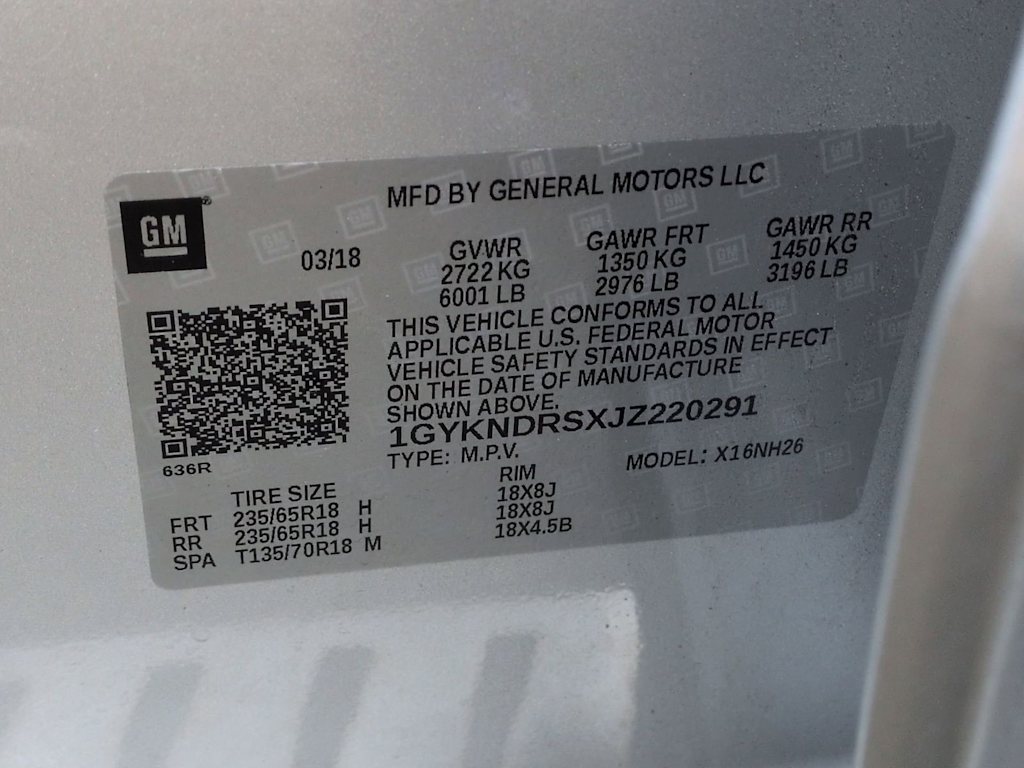 MFD BY GENERAL MOTORS LLC
GM ®
03/18
GVWR GAWR FRT GAWR RR
2722 KG 1350 KG 1450 KG
6001 LB 2976 LB 3196 LB
THIS VEHICLE CONFORMS TO ALL
APPLICABLE U.S. FEDERAL MOTOR
VEHICLE SAFETY STANDARDS IN EFFECT
ON THE DATE OF MANUFACTURE
SHOWN ABOVE.
1GYKNDRSXJZ220291
636R
TYPE: M.P.V. MODEL: X16NH26
TIRE SIZE RIM
FRT 235/65R18 H 18X8J
RR 235/65R18 H 18X8J
SPA T135/70R18 M 18X4.5B